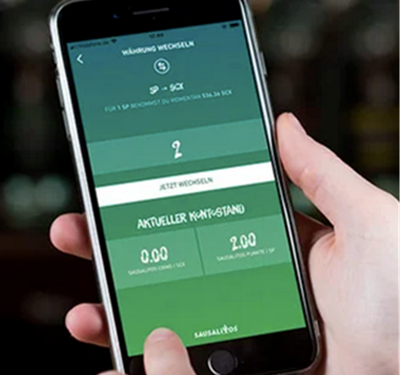 WÄHRUNG WECHSELN
SP → SCX
FÜR 1 SP BEKOMMST DU MOMENTAN 536.36 SCX
2
JETZT WECHSELN
AKTUELLER KONTOSTAND
0.00
SAUSALITOS COINS / SCX
2.00
SAUSALITOS PUNKTE / SP
SAUSALITOS